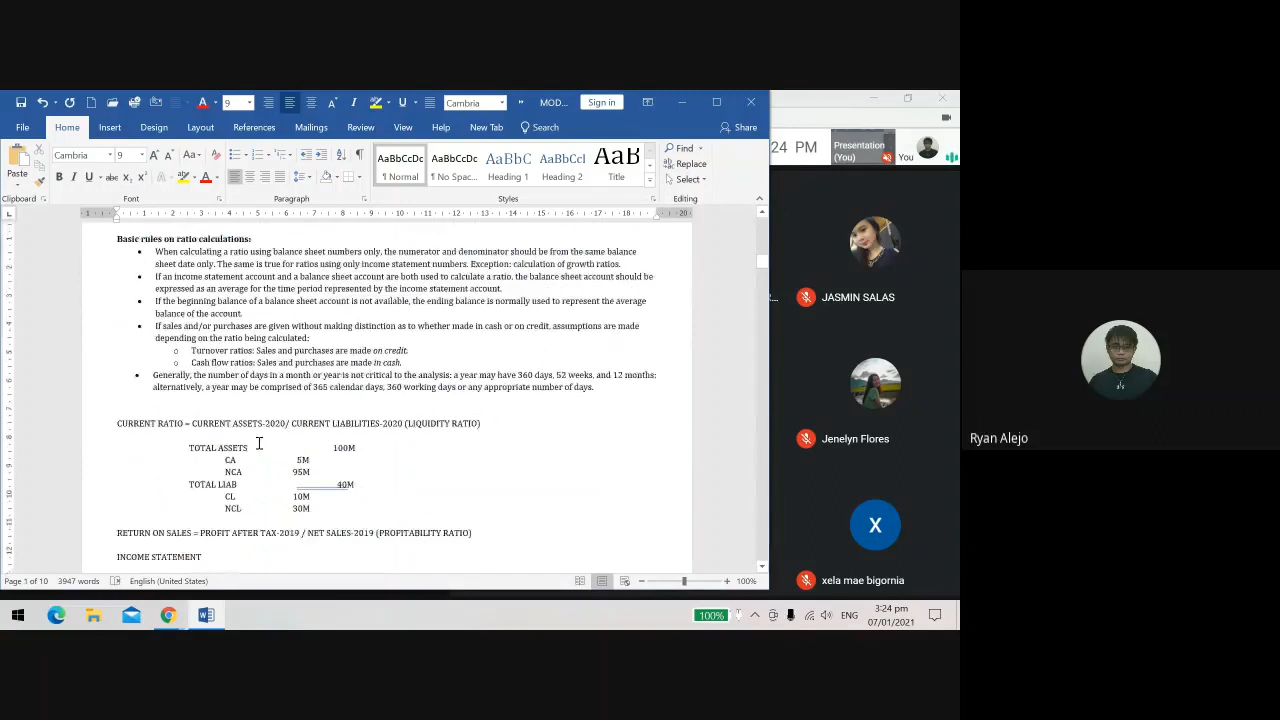 9
Cambria
MOD...
Sign in
File
Home
Insert
Design
Layout
References
Mailings
Review
View
Help
New Tab
Search
Share
Paste
Cambria
9
AaBbCcDc
AaBbCcDc
AaBbC
AaBbCcl
AaB
¶ Normal
¶ No Spac...
Heading 1
Heading 2
Title
Find
Replace
Select
Clipboard
Font
Paragraph
Styles
Editing
24 PM
Presentation
(You)
You
Basic rules on ratio calculations:
• When calculating a ratio using balance sheet numbers only, the numerator and denominator should be from the same balance
sheet date only. The same is true for ratios using only income statement numbers. Exception: calculation of growth ratios.
• If an income statement account and a balance sheet account are both used to calculate a ratio, the balance sheet account should be
expressed as an average for the time period represented by the income statement account.
• If the beginning balance of a balance sheet account is not available, the ending balance is normally used to represent the average
balance of the account.
• If sales and/or purchases are given without making distinction as to whether made in cash or on credit, assumptions are made
depending on the ratio being calculated:
o Turnover ratios: Sales and purchases are made on credit.
o Cash flow ratios: Sales and purchases are made in cash.
• Generally, the number of days in a month or year is not critical to the analysis: a year may have 360 days, 52 weeks, and 12 months;
alternatively, a year may be comprised of 365 calendar days, 360 working days or any appropriate number of days.
CURRENT RATIO = CURRENT ASSETS-2020/ CURRENT LIABILITIES-2020 (LIQUIDITY RATIO)
TOTAL ASSETS 100M
CA 5M
NCA 95M
TOTAL LIAB 40M
CL 10M
NCL 30M
RETURN ON SALES = PROFIT AFTER TAX-2019 / NET SALES-2019 (PROFITABILITY RATIO)
INCOME STATEMENT
Page 1 of 10
3947 words
English (United States)
100%
R...
JASMIN SALAS
Jenelyn Flores
X
xela mae bigornia
Ryan Alejo
100%
ENG
3:24 pm
07/01/2021